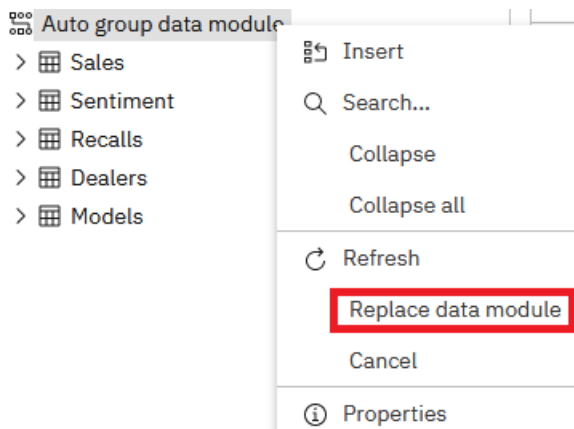 Auto group data module
Sales
Sentiment
Recalls
Dealers
Models
Insert
Search...
Collapse
Collapse all
Refresh
Replace data module
Cancel
Properties